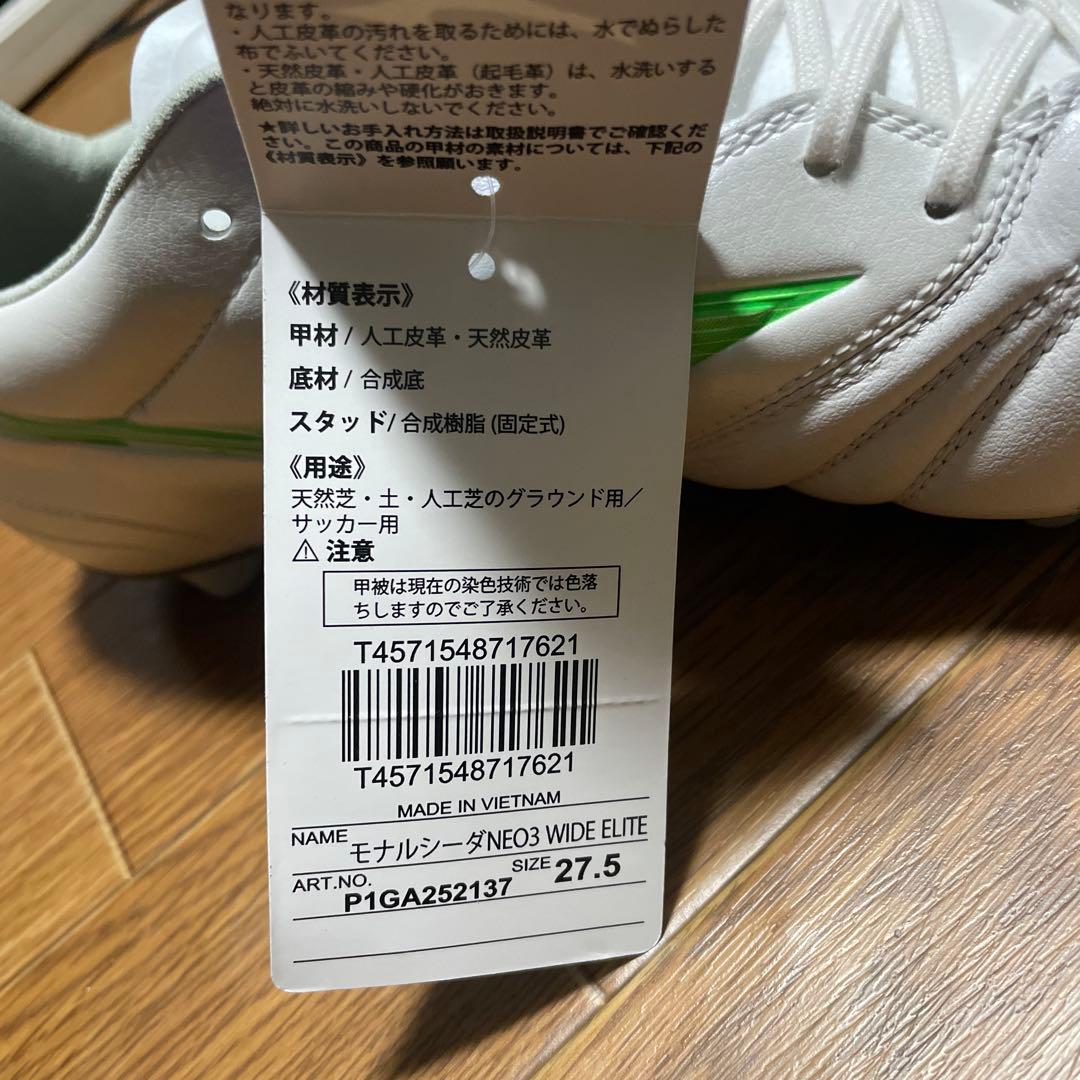 なります。
・人工皮革の汚れを取るためには、水でぬらした
布でふいてください。
・天然皮革・人工皮革（起毛革）は、水洗いする
と皮革の縮みや硬化がおきます。
絶対に水洗いしないでください。
★詳しいお手入れ方法は取扱説明書でご確認くだ
さい。この商品の甲材の素材については、下記の
《材質表示》を参照願います。
《材質表示》
甲材 / 人工皮革・天然皮革
底材 / 合成底
スタッド/ 合成樹脂 (固定式)
《用途》
天然芝・土・人工芝のグラウンド用／
サッカー用
⚠ 注意
甲被は現在の染色技術では色落
ちしますのでご了承ください。
T4571548717621
T4571548717621
MADE IN VIETNAM
NAME モナルシーダNEO3 WIDE ELITE
ART.NO. P1GA252137 SIZE 27.5